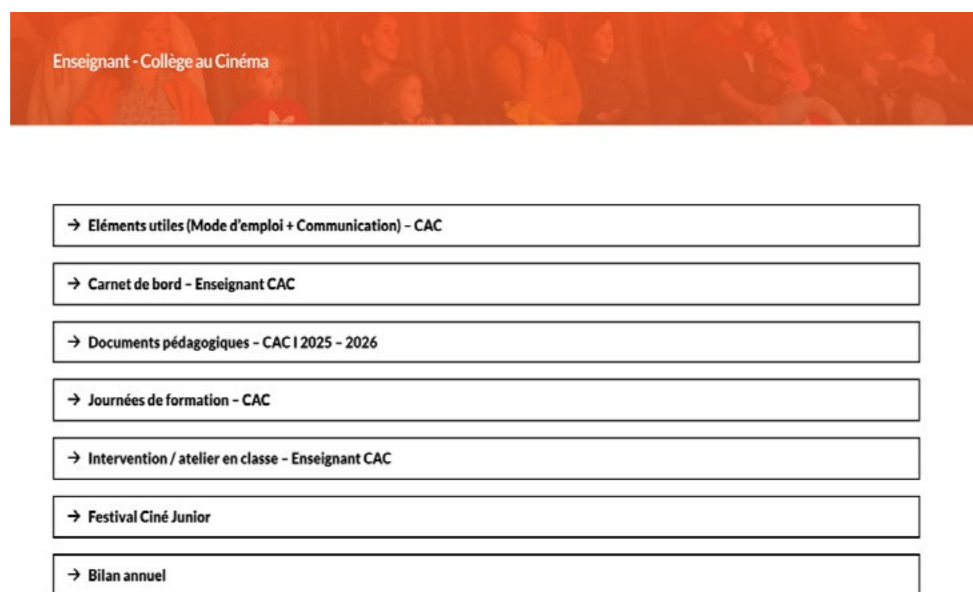 Enseignant - Collège au Cinéma
→ Eléments utiles (Mode d'emploi + Communication) – CAC
→ Carnet de bord – Enseignant CAC
→ Documents pédagogiques – CAC I 2025 – 2026
→ Journées de formation – CAC
→ Intervention / atelier en classe – Enseignant CAC
→ Festival Ciné Junior
→ Bilan annuel